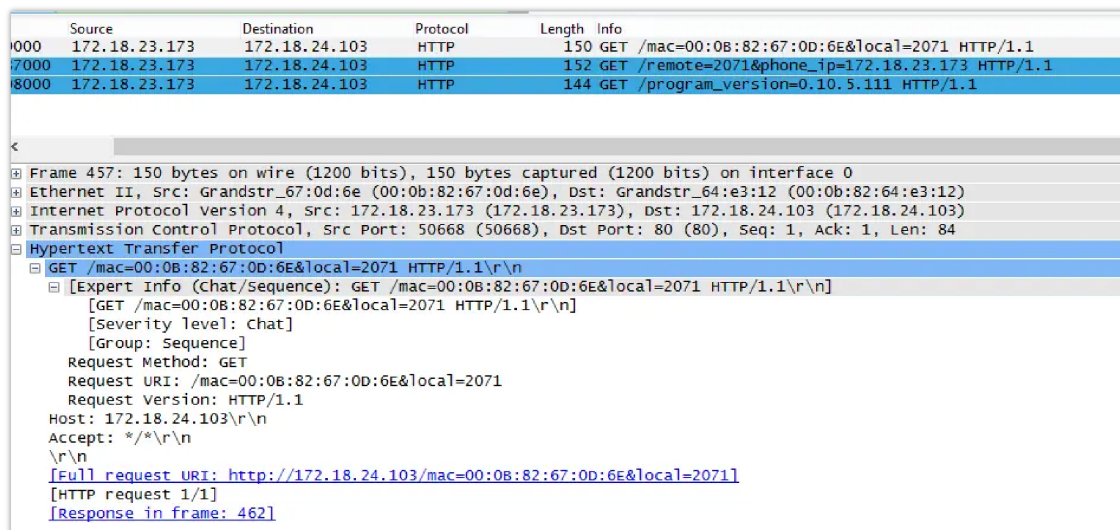 Source Destination Protocol Length Info
0000 172.18.23.173 172.18.24.103 HTTP 150 GET /mac=00:0B:82:67:0D:6E&local=2071 HTTP/1.1
37000 172.18.23.173 172.18.24.103 HTTP 152 GET /remote=2071&phone_ip=172.18.23.173 HTTP/1.1
98000 172.18.23.173 172.18.24.103 HTTP 144 GET /program_version=0.10.5.111 HTTP/1.1
Frame 457: 150 bytes on wire (1200 bits), 150 bytes captured (1200 bits) on interface 0
Ethernet II, Src: Grandstr_67:0d:6e (00:0b:82:67:0d:6e), Dst: Grandstr_64:e3:12 (00:0b:82:64:e3:12)
Internet Protocol Version 4, Src: 172.18.23.173 (172.18.23.173), Dst: 172.18.24.103 (172.18.24.103)
Transmission Control Protocol, Src Port: 50668 (50668), Dst Port: 80 (80), Seq: 1, Ack: 1, Len: 84
Hypertext Transfer Protocol
GET /mac=00:0B:82:67:0D:6E&local=2071 HTTP/1.1\r\n
[Expert Info (Chat/Sequence): GET /mac=00:0B:82:67:0D:6E&local=2071 HTTP/1.1\r\n]
[GET /mac=00:0B:82:67:0D:6E&local=2071 HTTP/1.1\r\n]
[Severity level: Chat]
[Group: Sequence]
Request Method: GET
Request URI: /mac=00:0B:82:67:0D:6E&local=2071
Request Version: HTTP/1.1
Host: 172.18.24.103\r\n
Accept: */*\r\n
\r\n
[Full request URI: http://172.18.24.103/mac=00:0B:82:67:0D:6E&local=2071]
[HTTP request 1/1]
[Response in frame: 462]